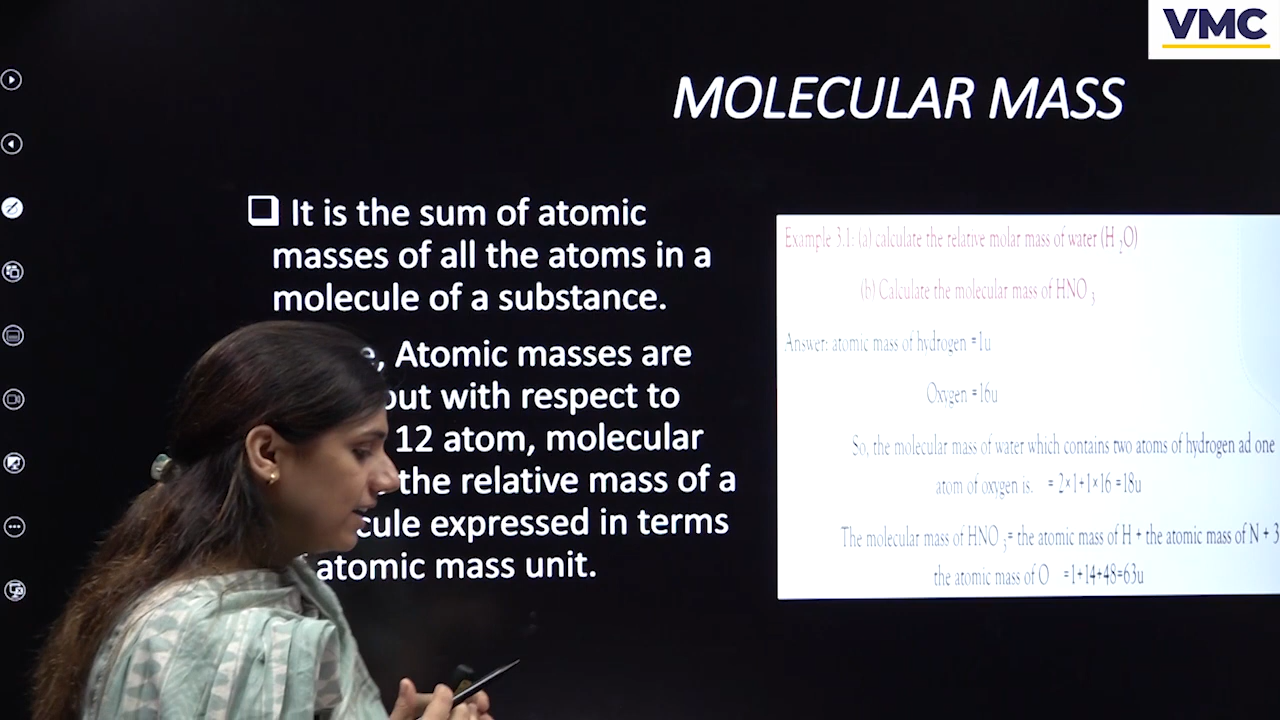 VMC
MOLECULAR MASS
❑ It is the sum of atomic
masses of all the atoms in a
molecule of a substance.
Atomic masses are
with respect to
12 atom, molecular
the relative mass of a
expressed in terms
atomic mass unit.
Example 3.1: (a) calculate the relative molar mass of water (H ₂O)
(b) Calculate the molecular mass of HNO ₃
Answer: atomic mass of hydrogen =1u
Oxygen =16u
So, the molecular mass of water which contains two atoms of hydrogen ad one
atom of oxygen is. = 2×1+1×16 =18u
The molecular mass of HNO ₃= the atomic mass of H + the atomic mass of N + 3
the atomic mass of O =1+14+48=63u